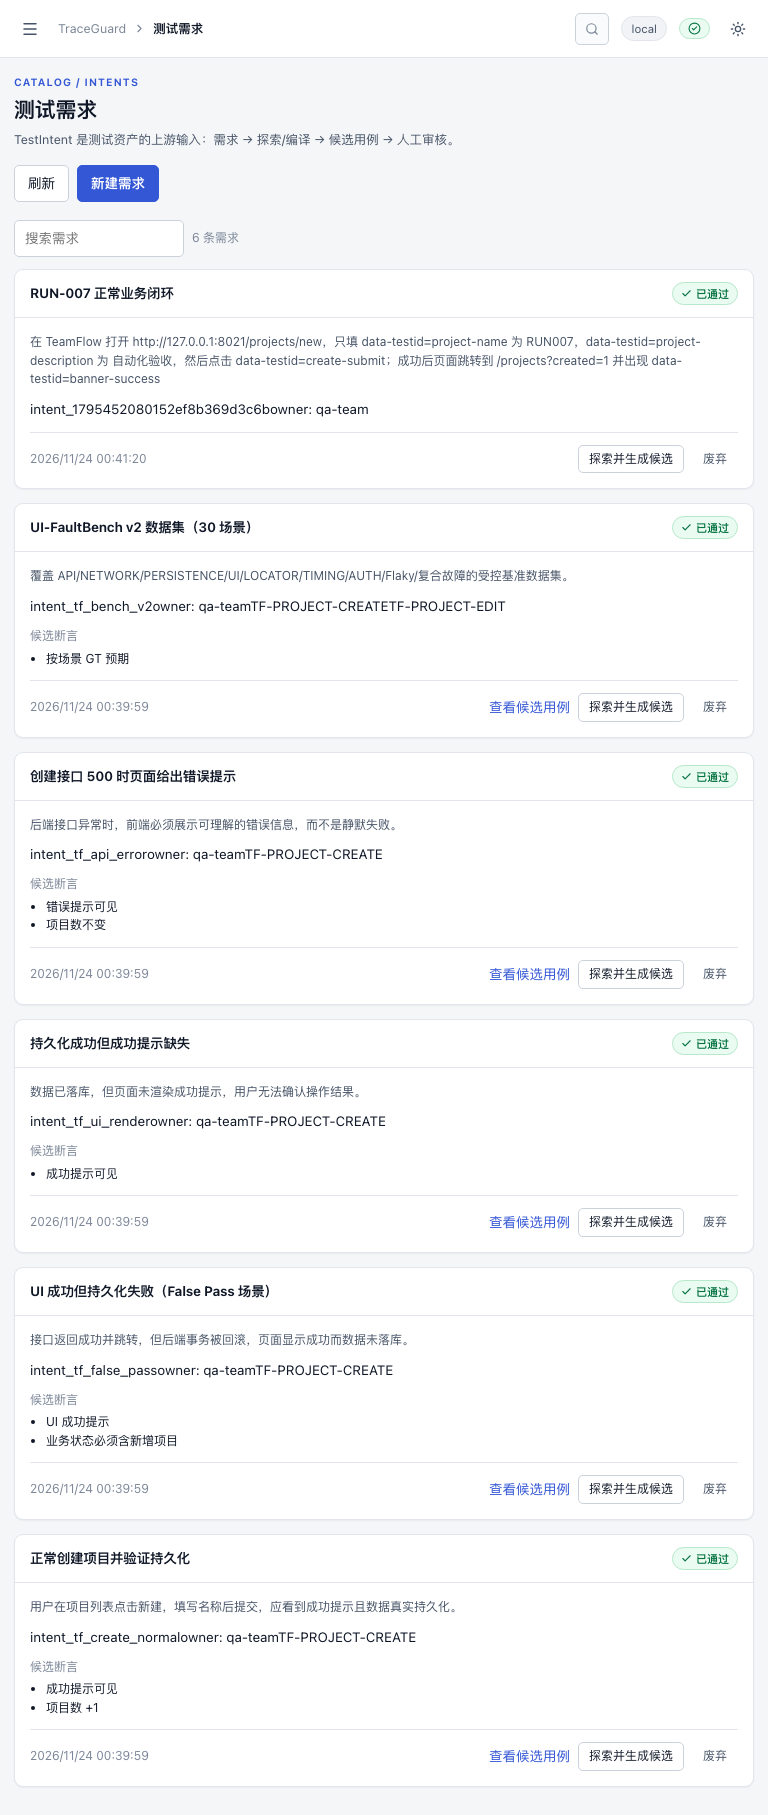 TraceGuard > 测试需求
local
CATALOG / INTENTS
测试需求
TestIntent 是测试资产的上游输入：需求 → 探索/编译 → 候选用例 → 人工审核。
刷新 新建需求
搜索需求 6 条需求
RUN-007 正常业务闭环 已通过
在 TeamFlow 打开 http://127.0.0.1:8021/projects/new，只填 data-testid=project-name 为 RUN007，data-testid=project-
description 为 自动化验收，然后点击 data-testid=create-submit；成功后页面跳转到 /projects?created=1 并出现 data-
testid=banner-success
intent_1795452080152ef8b369d3c6bowner: qa-team
2026/11/24 00:41:20 探索并生成候选 废弃
UI-FaultBench v2 数据集（30 场景） 已通过
覆盖 API/NETWORK/PERSISTENCE/UI/LOCATOR/TIMING/AUTH/Flaky/复合故障的受控基准数据集。
intent_tf_bench_v2owner: qa-teamTF-PROJECT-CREATETF-PROJECT-EDIT
候选断言
• 按场景 GT 预期
2026/11/24 00:39:59 查看候选用例 探索并生成候选 废弃
创建接口 500 时页面给出错误提示 已通过
后端接口异常时，前端必须展示可理解的错误信息，而不是静默失败。
intent_tf_api_errorowner: qa-teamTF-PROJECT-CREATE
候选断言
• 错误提示可见
• 项目数不变
2026/11/24 00:39:59 查看候选用例 探索并生成候选 废弃
持久化成功但成功提示缺失 已通过
数据已落库，但页面未渲染成功提示，用户无法确认操作结果。
intent_tf_ui_renderowner: qa-teamTF-PROJECT-CREATE
候选断言
• 成功提示可见
2026/11/24 00:39:59 查看候选用例 探索并生成候选 废弃
UI 成功但持久化失败（False Pass 场景） 已通过
接口返回成功并跳转，但后端事务被回滚，页面显示成功而数据未落库。
intent_tf_false_passowner: qa-teamTF-PROJECT-CREATE
候选断言
• UI 成功提示
• 业务状态必须含新增项目
2026/11/24 00:39:59 查看候选用例 探索并生成候选 废弃
正常创建项目并验证持久化 已通过
用户在项目列表点击新建，填写名称后提交，应看到成功提示且数据真实持久化。
intent_tf_create_normalowner: qa-teamTF-PROJECT-CREATE
候选断言
• 成功提示可见
• 项目数 +1
2026/11/24 00:39:59 查看候选用例 探索并生成候选 废弃